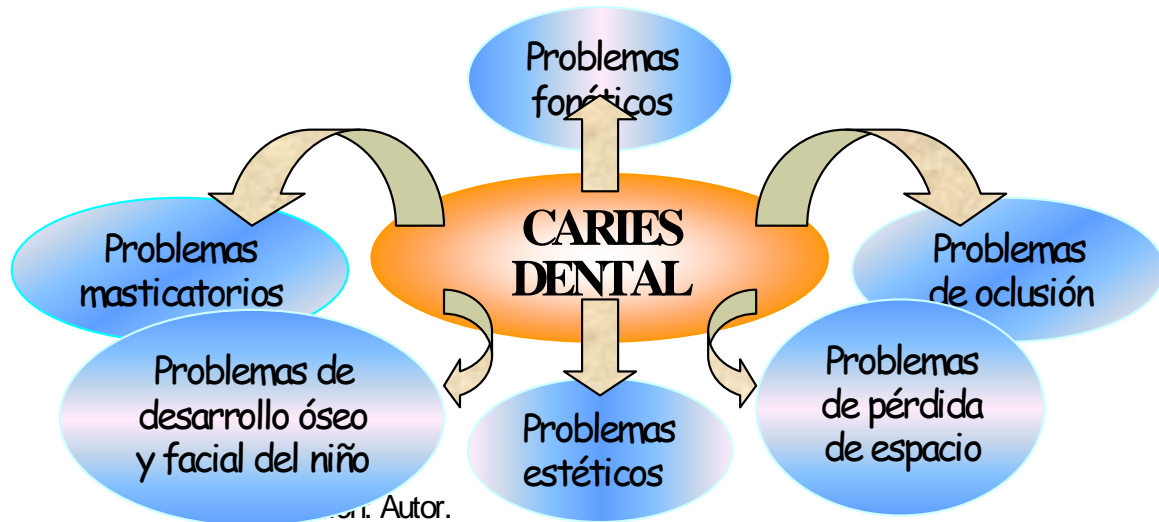 Problemas
fonéticos
CARIES
DENTAL
Problemas
masticatorios
Problemas
de oclusión
Problemas de
desarrollo óseo
y facial del niño
Problemas
estéticos
Problemas
de pérdida
de espacio
Autor.